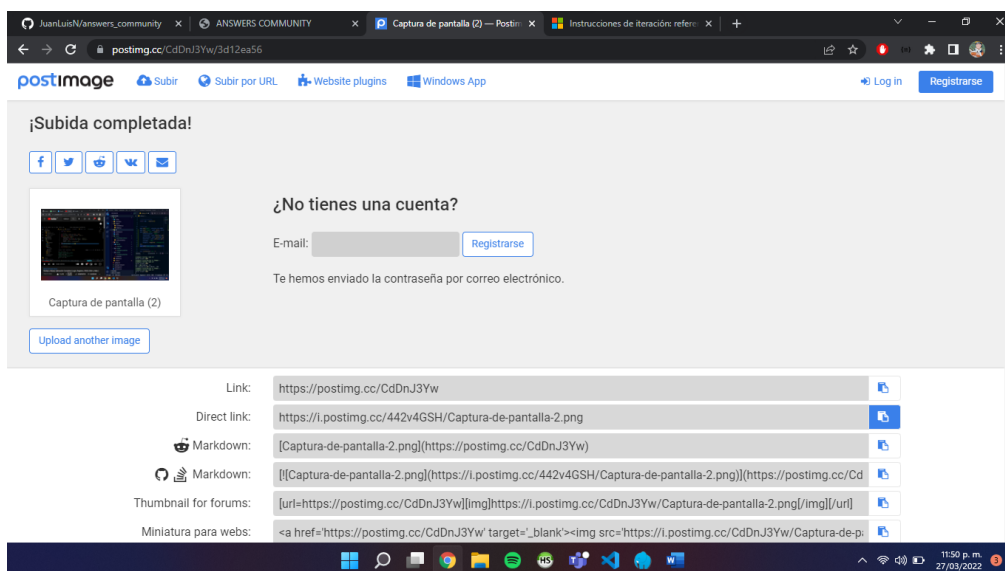 JuanLuisN/answers_community
ANSWERS COMMUNITY
Captura de pantalla (2) — Postim
Instrucciones de iteración: refere
postimg.cc/CdDnJ3Yw/3d12ea56
postimage
Subir
Subir por URL
Website plugins
Windows App
Log in
Registrarse
¡Subida completada!
Captura de pantalla (2)
Upload another image
¿No tienes una cuenta?
E-mail:
Registrarse
Te hemos enviado la contraseña por correo electrónico.
Link: https://postimg.cc/CdDnJ3Yw
Direct link: https://i.postimg.cc/442v4GSH/Captura-de-pantalla-2.png
Markdown: [Captura-de-pantalla-2.png](https://postimg.cc/CdDnJ3Yw)
Markdown: [![Captura-de-pantalla-2.png](https://i.postimg.cc/442v4GSH/Captura-de-pantalla-2.png)](https://postimg.cc/Cd
Thumbnail for forums: [url=https://postimg.cc/CdDnJ3Yw][img]https://i.postimg.cc/CdDnJ3Yw/Captura-de-pantalla-2.png[/img][/url]
Miniatura para webs: <a href='https://postimg.cc/CdDnJ3Yw' target='_blank'><img src='https://i.postimg.cc/CdDnJ3Yw/Captura-de-pa
HS
11:50 p. m.
27/03/2022
3